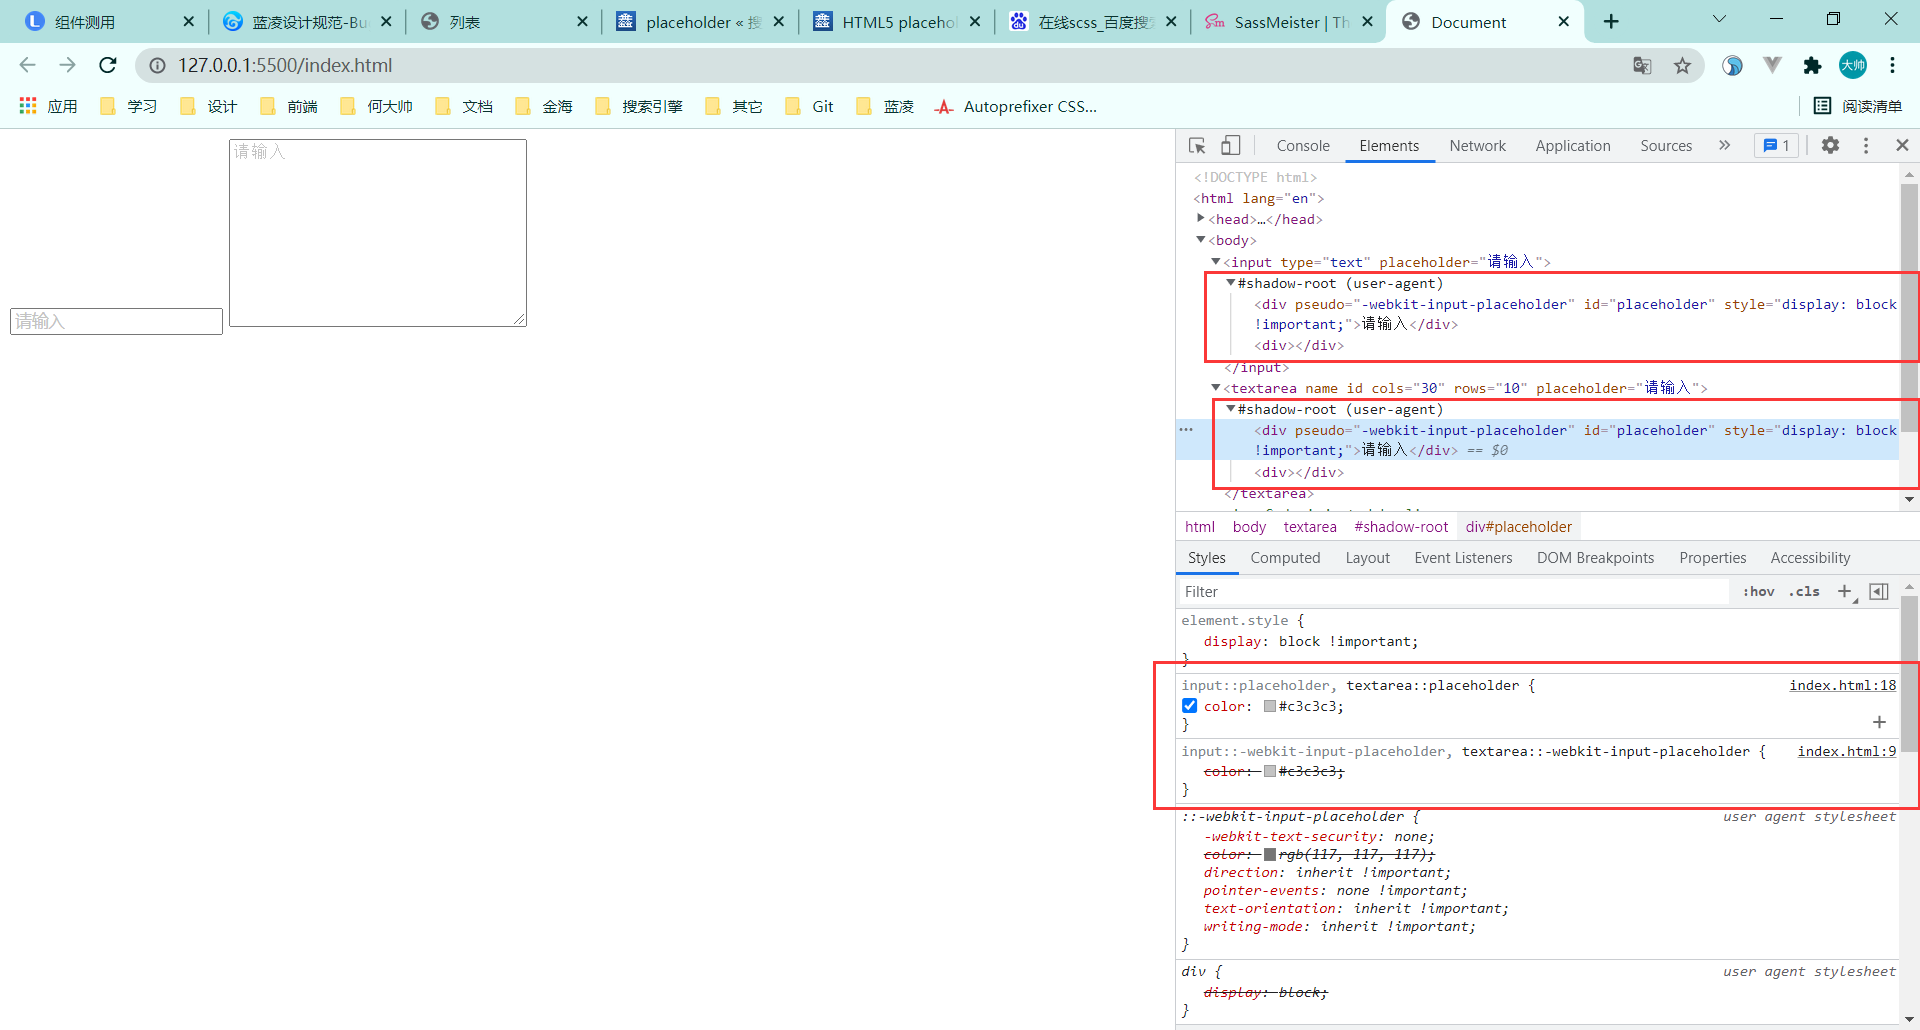 组件测用
蓝凌设计规范-Bu
列表
placeholder « 搜
HTML5 placehol
在线scss_百度搜索
SassMeister | Th
Document
127.0.0.1:5500/index.html
大帅
应用
学习
设计
前端
何大帅
文档
金海
搜索引擎
其它
Git
蓝凌
Autoprefixer CSS...
阅读清单
请输入
请输入
Console
Elements
Network
Application
Sources
»
1
<!DOCTYPE html>
<html lang="en">
<head>…</head>
<body>
<input type="text" placeholder="请输入">
#shadow-root (user-agent)
<div pseudo="-webkit-input-placeholder" id="placeholder" style="display: block
!important;">请输入</div>
<div></div>
</input>
<textarea name id cols="30" rows="10" placeholder="请输入">
#shadow-root (user-agent)
<div pseudo="-webkit-input-placeholder" id="placeholder" style="display: block
!important;">请输入</div> == $0
<div></div>
</textarea>
html body textarea #shadow-root div#placeholder
Styles Computed Layout Event Listeners DOM Breakpoints Properties Accessibility
Filter
:hov .cls
element.style {
display: block !important;
}
input::placeholder, textarea::placeholder { index.html:18
color: #c3c3c3;
}
input::-webkit-input-placeholder, textarea::-webkit-input-placeholder { index.html:9
color: #c3c3c3;
}
::-webkit-input-placeholder { user agent stylesheet
-webkit-text-security: none;
color: rgb(117, 117, 117);
direction: inherit !important;
pointer-events: none !important;
text-orientation: inherit !important;
writing-mode: inherit !important;
}
div { user agent stylesheet
display: block;
}